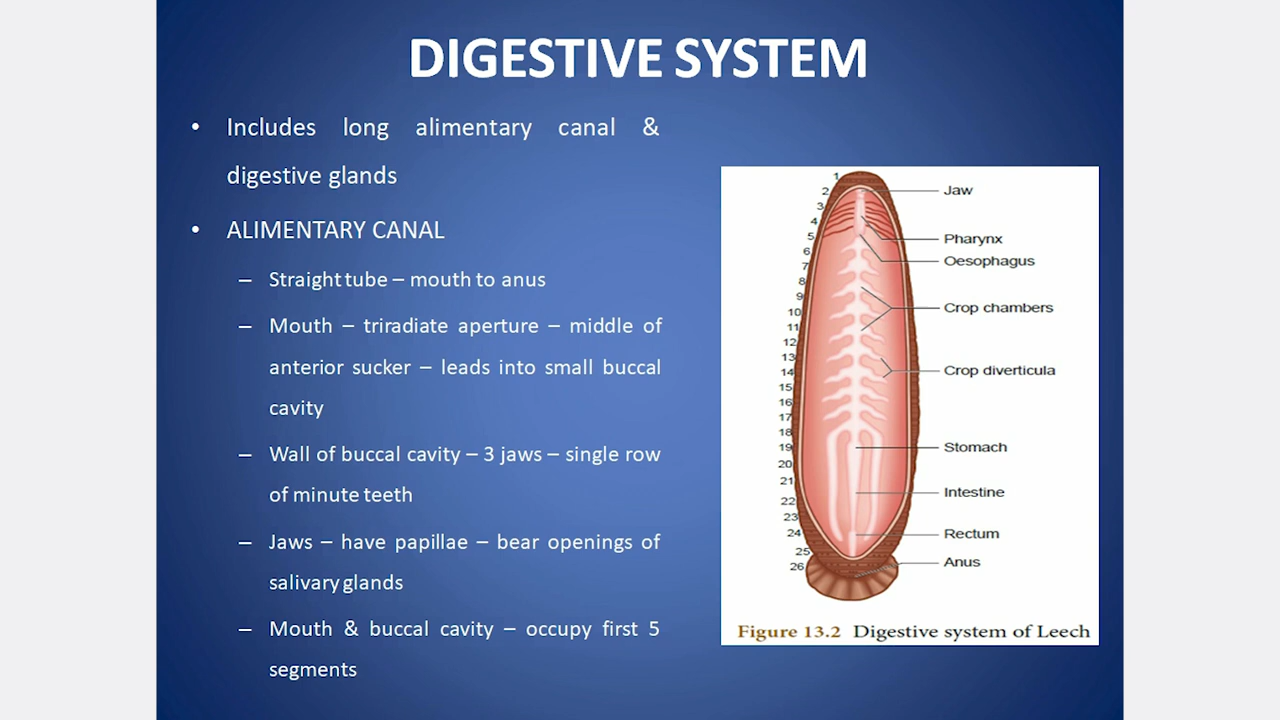 DIGESTIVE SYSTEM
• Includes long alimentary canal &
digestive glands
• ALIMENTARY CANAL
– Straight tube – mouth to anus
– Mouth – triradiate aperture – middle of
anterior sucker – leads into small buccal
cavity
– Wall of buccal cavity – 3 jaws – single row
of minute teeth
– Jaws – have papillae – bear openings of
salivary glands
– Mouth & buccal cavity – occupy first 5
segments
1
2
3
4
5
6
7
8
9
10
11
12
13
14
15
16
17
18
19
20
21
22
23
24
25
26
Jaw
Pharynx
Oesophagus
Crop chambers
Crop diverticula
Stomach
Intestine
Rectum
Anus
Figure 13.2 Digestive system of Leech